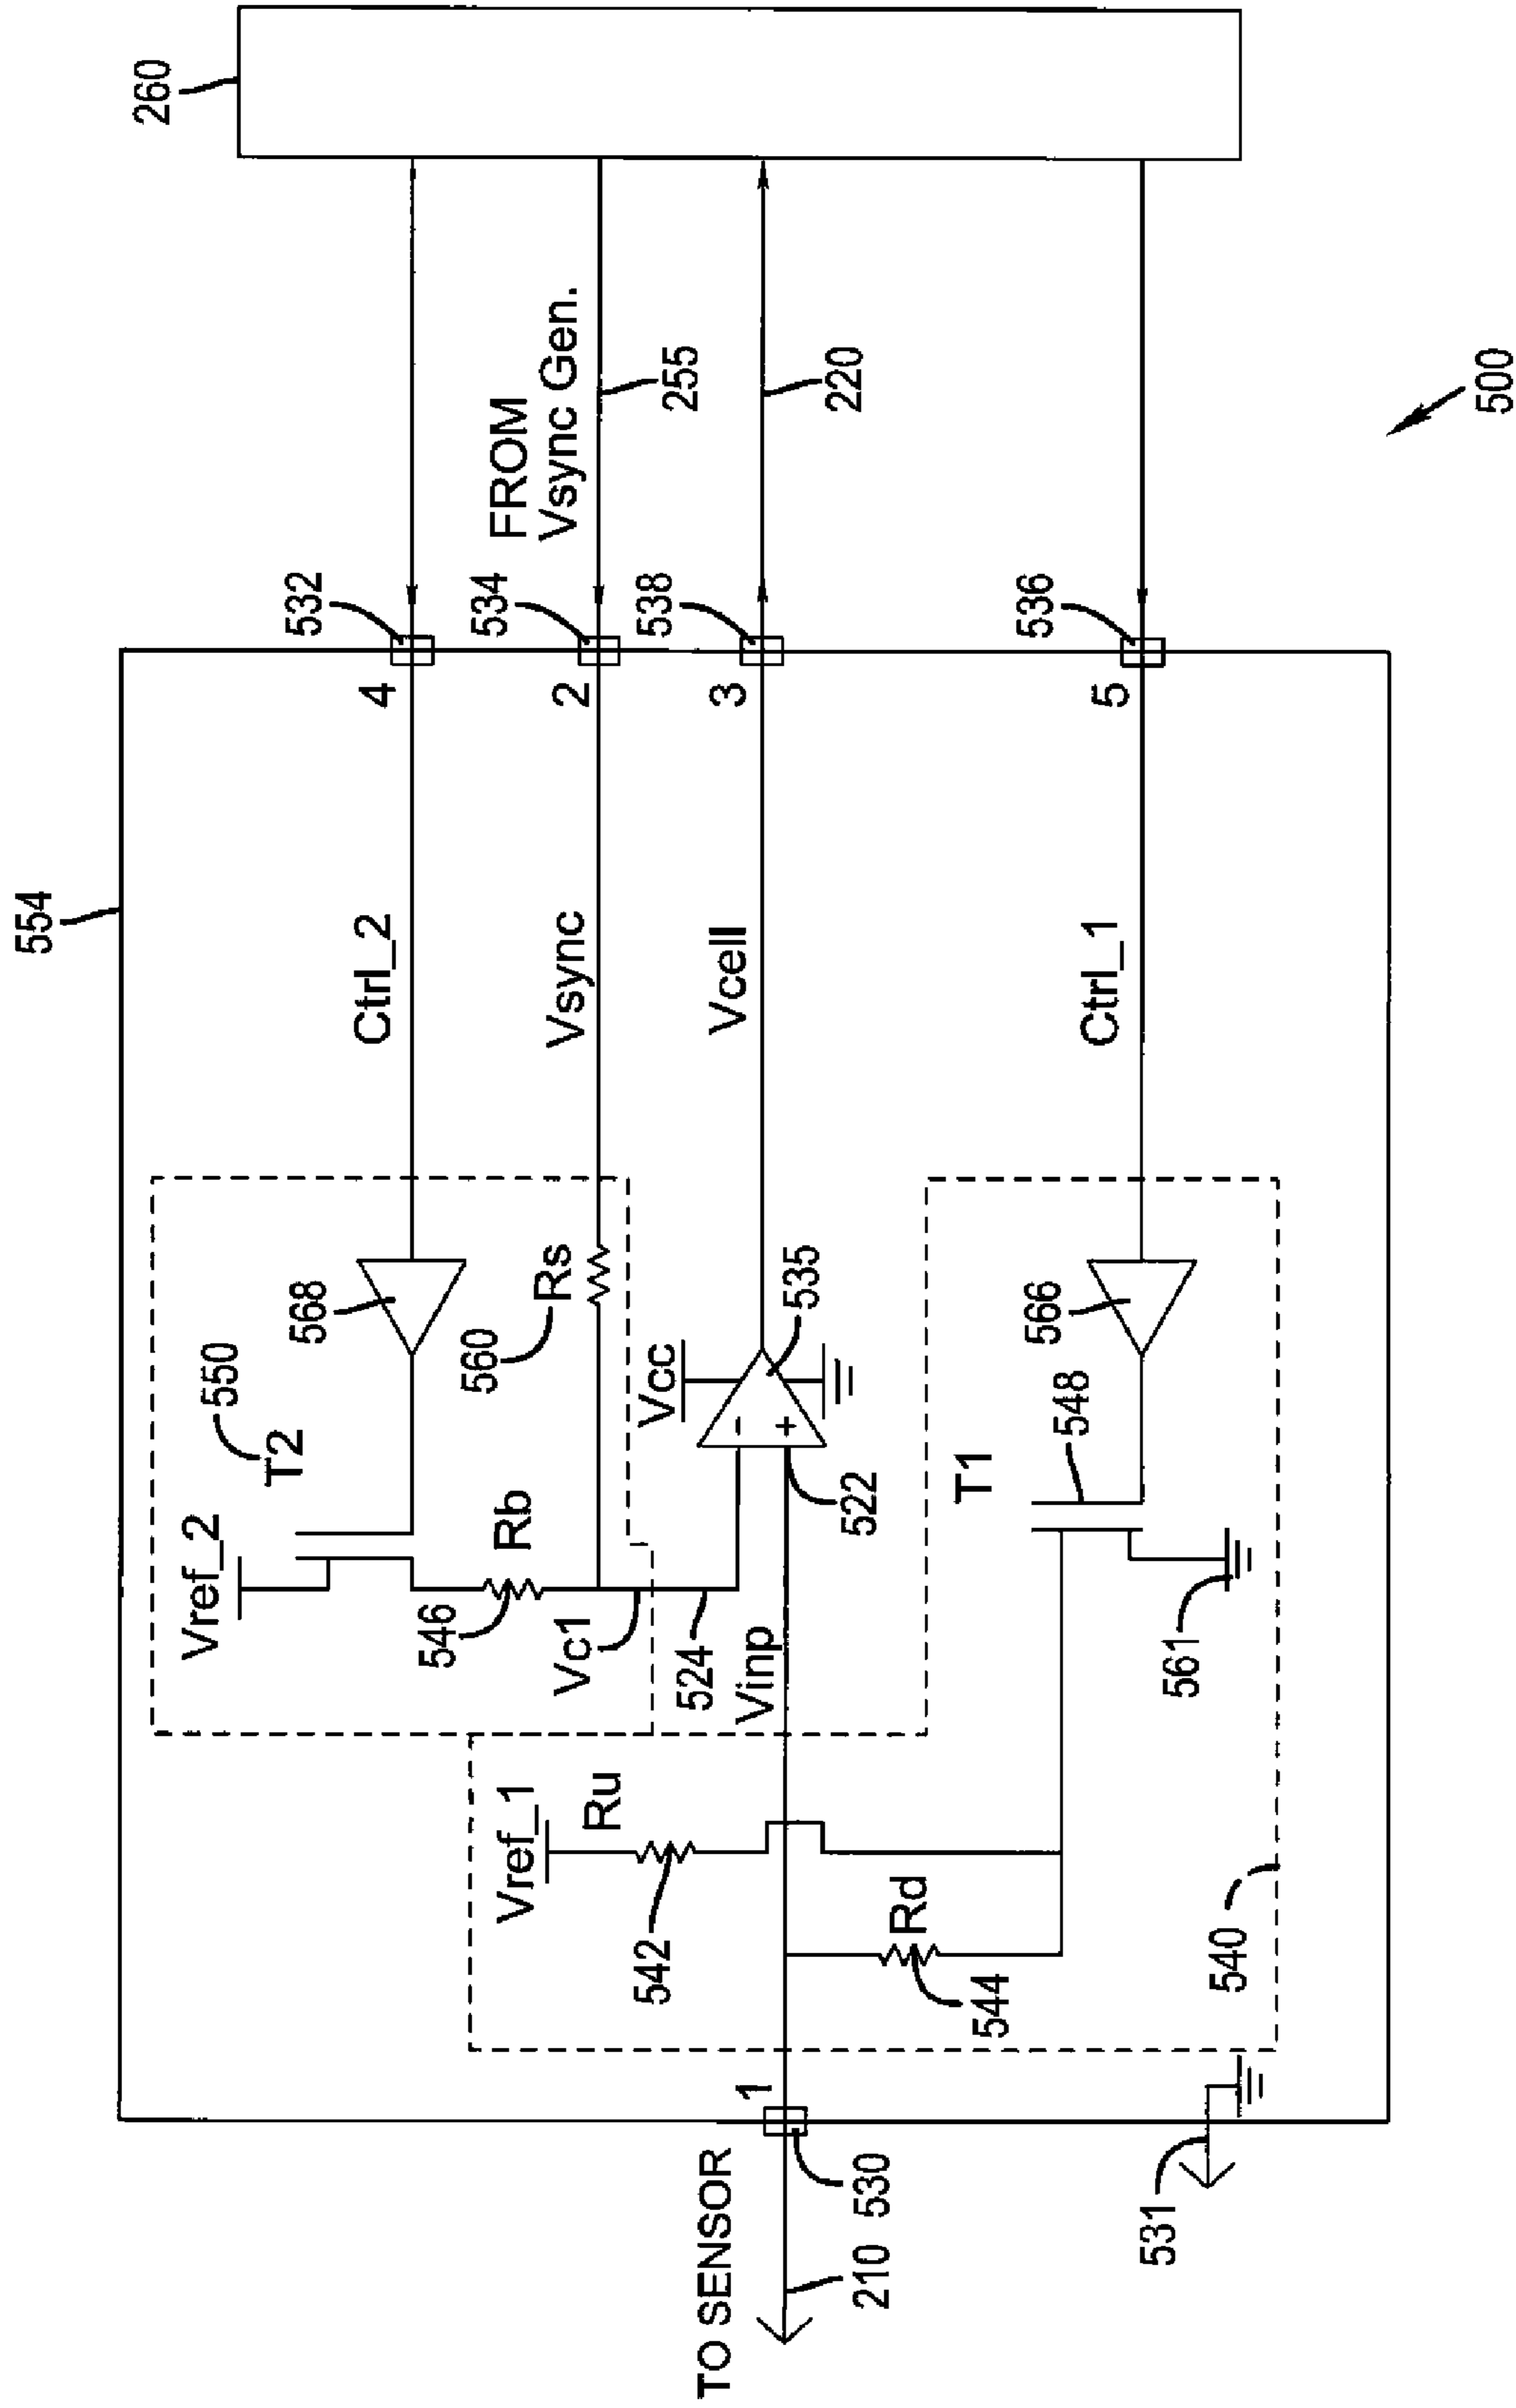 554
260
Ctrl_2
4
532
568
550
T2
Vref_2
Rb
546
Vc1
524
Vsync
2
534
FROM
Vsync Gen.
255
560
Rs
Vcc
535
Vcell
3
538
220
-
+
522
Vinp
Vref_1
Ru
542
Rd
544
T1
548
566
Ctrl_1
5
536
561
540
1
530
TO SENSOR
210
531
500